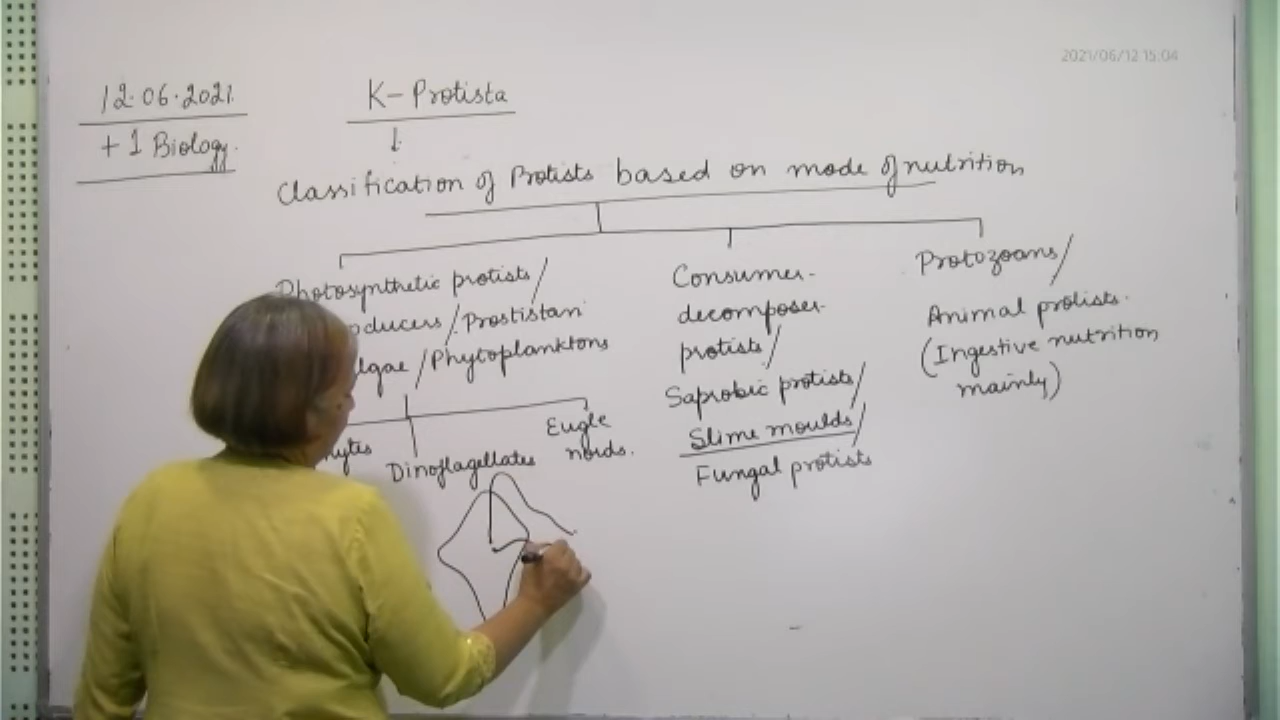 2021/06/12 15:04
12.06.2021.
+1 Biology.
K- Protista
Classification of Protists based on mode of nutrition
Photosynthetic protists/
/Prostistan
/Phytoplanktons
Dinoflagellates
Eugle
noids.
Consumer-
decomposer-
protists/
Saprobic protists/
Slime moulds/
Fungal protists
Protozoans/
Animal protists.
(Ingestive nutrition
mainly)